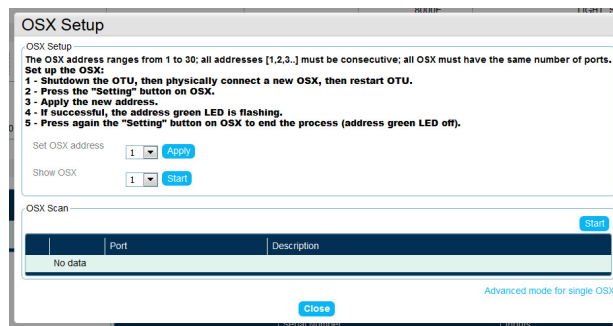 8000E
LIGHT S
OSX Setup
OSX Setup
The OSX address ranges from 1 to 30; all addresses [1,2,3..] must be consecutive; all OSX must have the same number of ports.
Set up the OSX:
1 - Shutdown the OTU, then physically connect a new OSX, then restart OTU.
2 - Press the "Setting" button on OSX.
3 - Apply the new address.
4 - If successful, the address green LED is flashing.
5 - Press again the "Setting" button on OSX to end the process (address green LED off).
Set OSX address 1 Apply
Show OSX 1 Start
OSX Scan
Start
Port Description
No data
Advanced mode for single OSX
Close
Serial Number Inputs